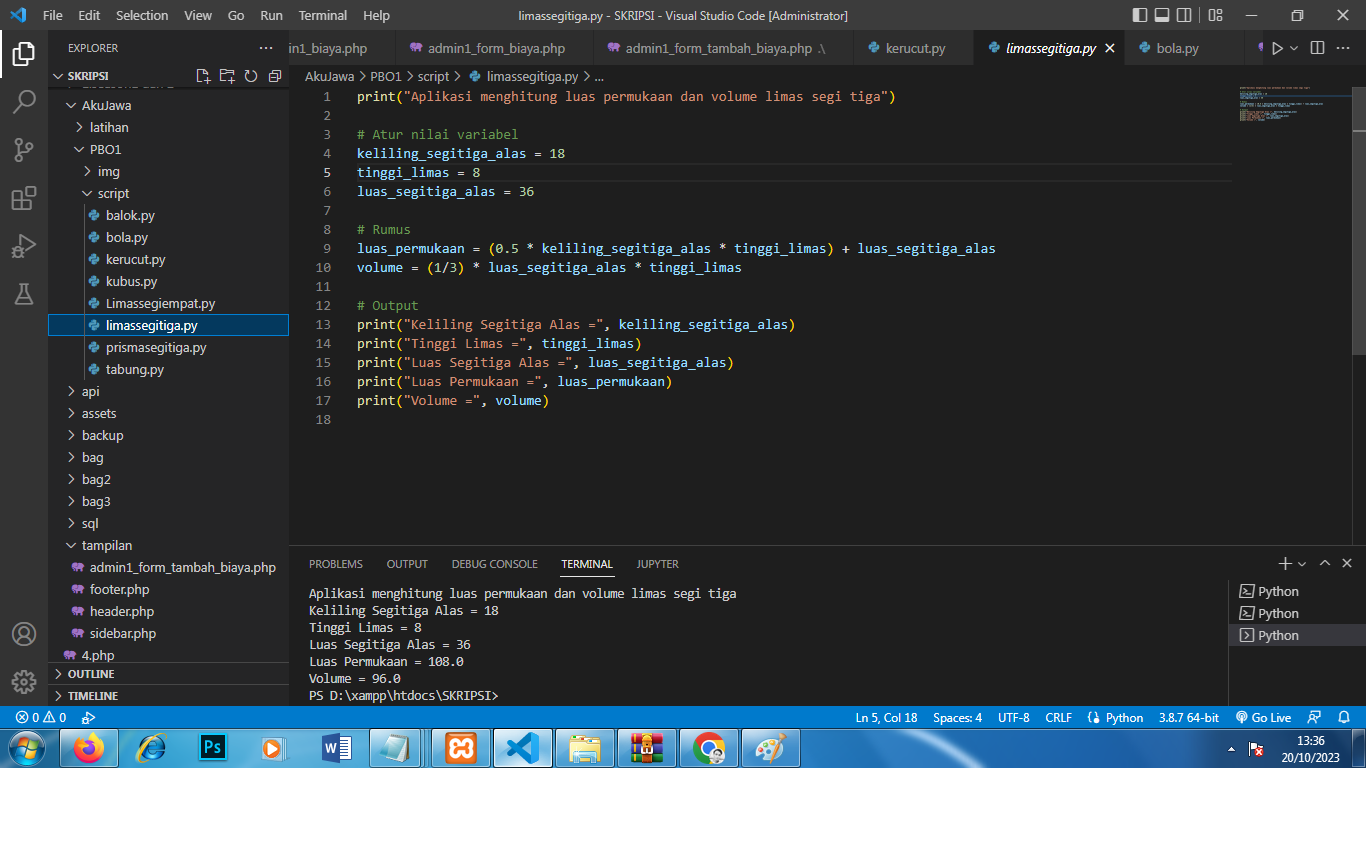 File Edit Selection View Go Run Terminal Help limassegitiga.py - SKRIPSI - Visual Studio Code [Administrator]
EXPLORER
in1_biaya.php admin1_form_biaya.php admin1_form_tambah_biaya.php .\ kerucut.py limassegitiga.py bola.py
SKRIPSI
AkuJawa
latihan
PBO1
img
script
balok.py
bola.py
kerucut.py
kubus.py
Limassegiempat.py
limassegitiga.py
prismasegitiga.py
tabung.py
api
assets
backup
bag
bag2
bag3
sql
tampilan
admin1_form_tambah_biaya.php
footer.php
header.php
sidebar.php
4.php
OUTLINE
TIMELINE
AkuJawa > PBO1 > script > limassegitiga.py > ...
1 print("Aplikasi menghitung luas permukaan dan volume limas segi tiga")
2
3 # Atur nilai variabel
4 keliling_segitiga_alas = 18
5 tinggi_limas = 8
6 luas_segitiga_alas = 36
7
8 # Rumus
9 luas_permukaan = (0.5 * keliling_segitiga_alas * tinggi_limas) + luas_segitiga_alas
10 volume = (1/3) * luas_segitiga_alas * tinggi_limas
11
12 # Output
13 print("Keliling Segitiga Alas =", keliling_segitiga_alas)
14 print("Tinggi Limas =", tinggi_limas)
15 print("Luas Segitiga Alas =", luas_segitiga_alas)
16 print("Luas Permukaan =", luas_permukaan)
17 print("Volume =", volume)
18
PROBLEMS OUTPUT DEBUG CONSOLE TERMINAL JUPYTER
Aplikasi menghitung luas permukaan dan volume limas segi tiga
Keliling Segitiga Alas = 18
Tinggi Limas = 8
Luas Segitiga Alas = 36
Luas Permukaan = 108.0
Volume = 96.0
PS D:\xampp\htdocs\SKRIPSI>
Python
Python
Python
0 0 Ln 5, Col 18 Spaces: 4 UTF-8 CRLF Python 3.8.7 64-bit Go Live
Ps
13:36
20/10/2023